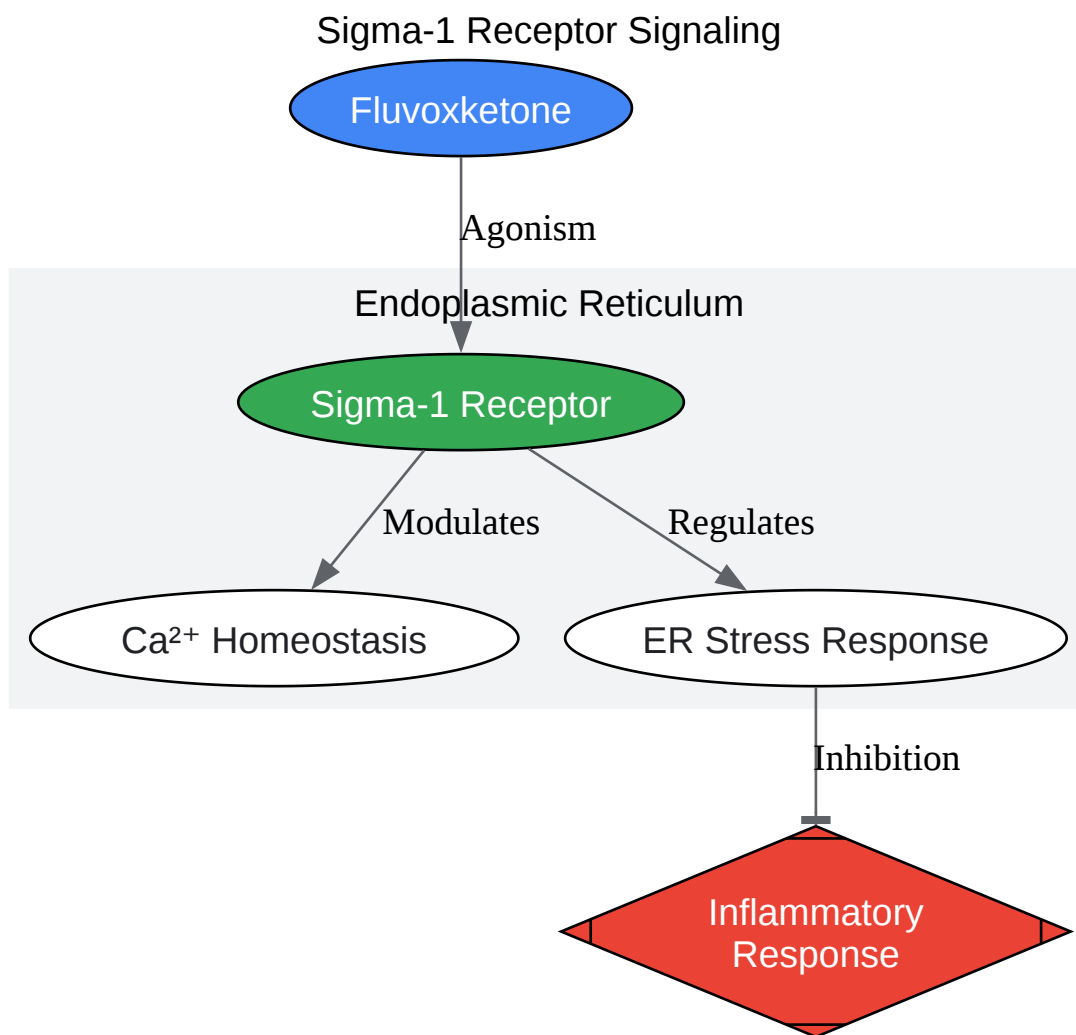 Sigma-1 Receptor Signaling
Fluvoxketone
Agonism
Endoplasmic Reticulum
Sigma-1 Receptor
Modulates
Regulates
Ca²⁺ Homeostasis
ER Stress Response
Inhibition
Inflammatory
Response